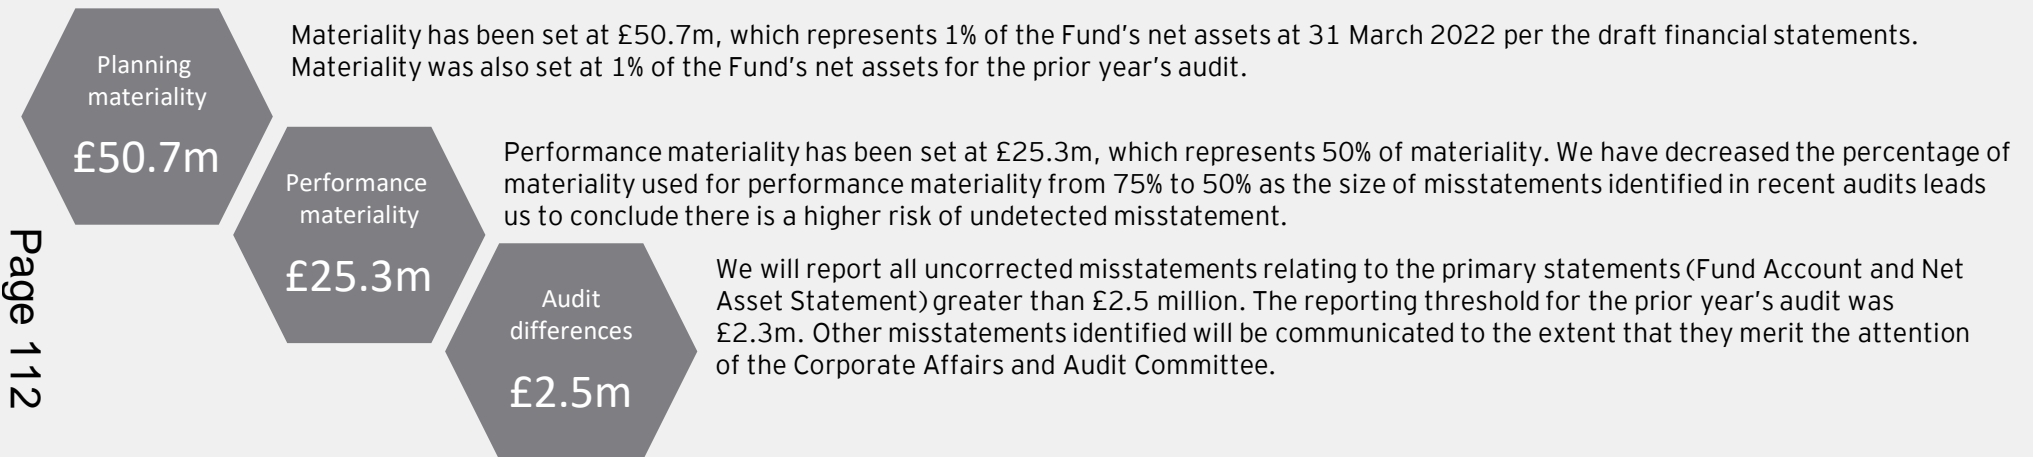 Planning
materiality
£50.7m
Materiality has been set at £50.7m, which represents 1% of the Fund's net assets at 31 March 2022 per the draft financial statements.
Materiality was also set at 1% of the Fund's net assets for the prior year's audit.
Performance
materiality
£25.3m
Performance materiality has been set at £25.3m, which represents 50% of materiality. We have decreased the percentage of
materiality used for performance materiality from 75% to 50% as the size of misstatements identified in recent audits leads
us to conclude there is a higher risk of undetected misstatement.
Audit
differences
£2.5m
We will report all uncorrected misstatements relating to the primary statements (Fund Account and Net
Asset Statement) greater than £2.5 million. The reporting threshold for the prior year's audit was
£2.3m. Other misstatements identified will be communicated to the extent that they merit the attention
of the Corporate Affairs and Audit Committee.
Page 112